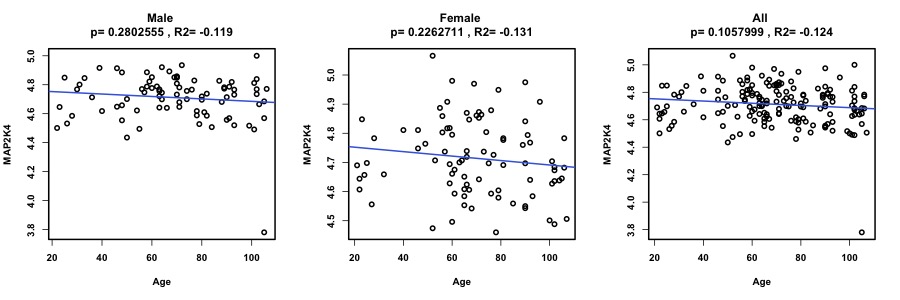 Male
p= 0.2802555 , R2= -0.119
MAP2K4
5.0
4.8
4.6
4.4
4.2
4.0
3.8
20 40 60 80 100
Age
Female
p= 0.2262711 , R2= -0.131
MAP2K4
5.0
4.9
4.8
4.7
4.6
4.5
20 40 60 80 100
Age
All
p= 0.1057999 , R2= -0.124
MAP2K4
5.0
4.8
4.6
4.4
4.2
4.0
3.8
20 40 60 80 100
Age